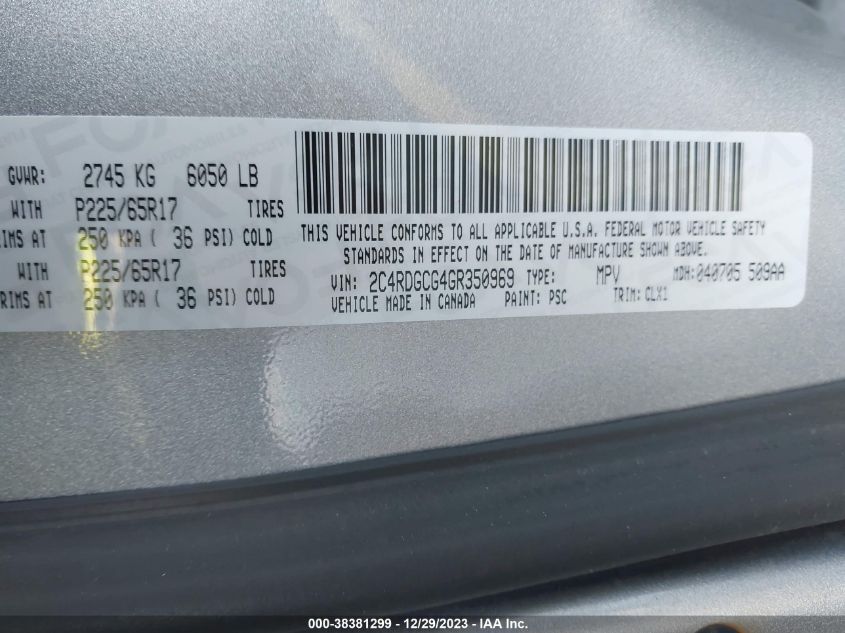 GVWR: 2745 KG 6050 LB
WITH P225/65R17 TIRES
IMS AT 250 KPA ( 36 PSI) COLD
WITH P225/65R17 TIRES
RIMS AT 250 KPA ( 36 PSI) COLD
THIS VEHICLE CONFORMS TO ALL APPLICABLE U.S.A. FEDERAL MOTOR VEHICLE SAFETY
STANDARDS IN EFFECT ON THE DATE OF MANUFACTURE SHOWN ABOVE.
VIN: 2C4RDGCG4GR350969 TYPE: MPV MDH: 040705 509AA
VEHICLE MADE IN CANADA PAINT: PSC TRIM: CLX1
000-38381299 - 12/29/2023 - IAA Inc.